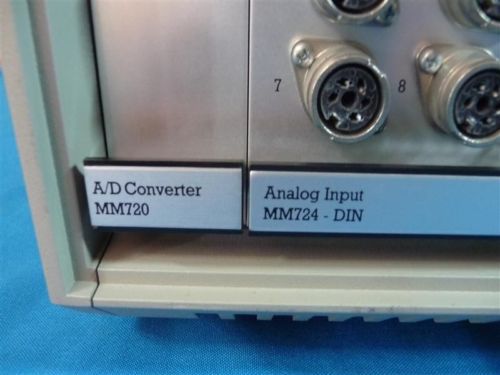 7
8
A/D Converter
MM720
Analog Input
MM724 - DIN